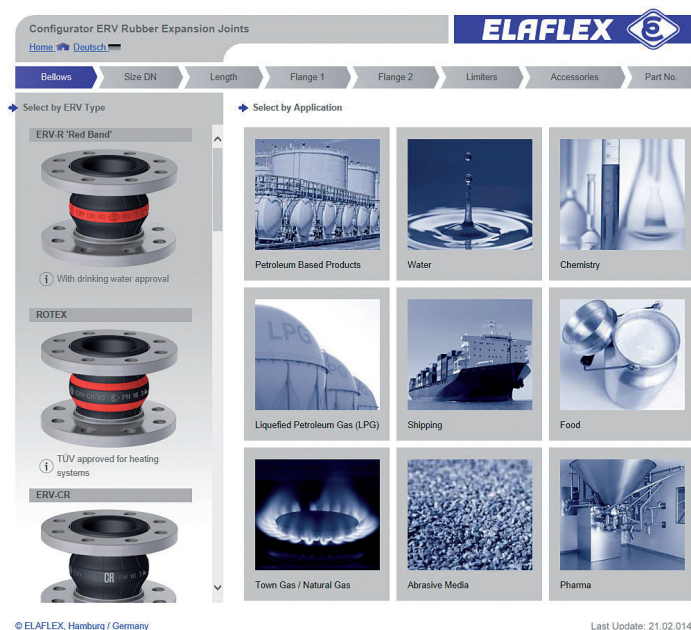 Configurator ERV Rubber Expansion Joints
Home Deutsch
ELAFLEX
Bellows Size DN Length Flange 1 Flange 2 Limiters Accessories Part No.
Select by ERV Type
Select by Application
ERV-R 'Red Band'
With drinking water approval
ROTEX
TÜV approved for heating
systems
ERV-CR
CR PN 16
Petroleum Based Products
Water
Chemistry
LPG
Liquefied Petroleum Gas (LPG)
Shipping
Food
Town Gas / Natural Gas
Abrasive Media
Pharma
© ELAFLEX, Hamburg / Germany
Last Update: 21.02.014